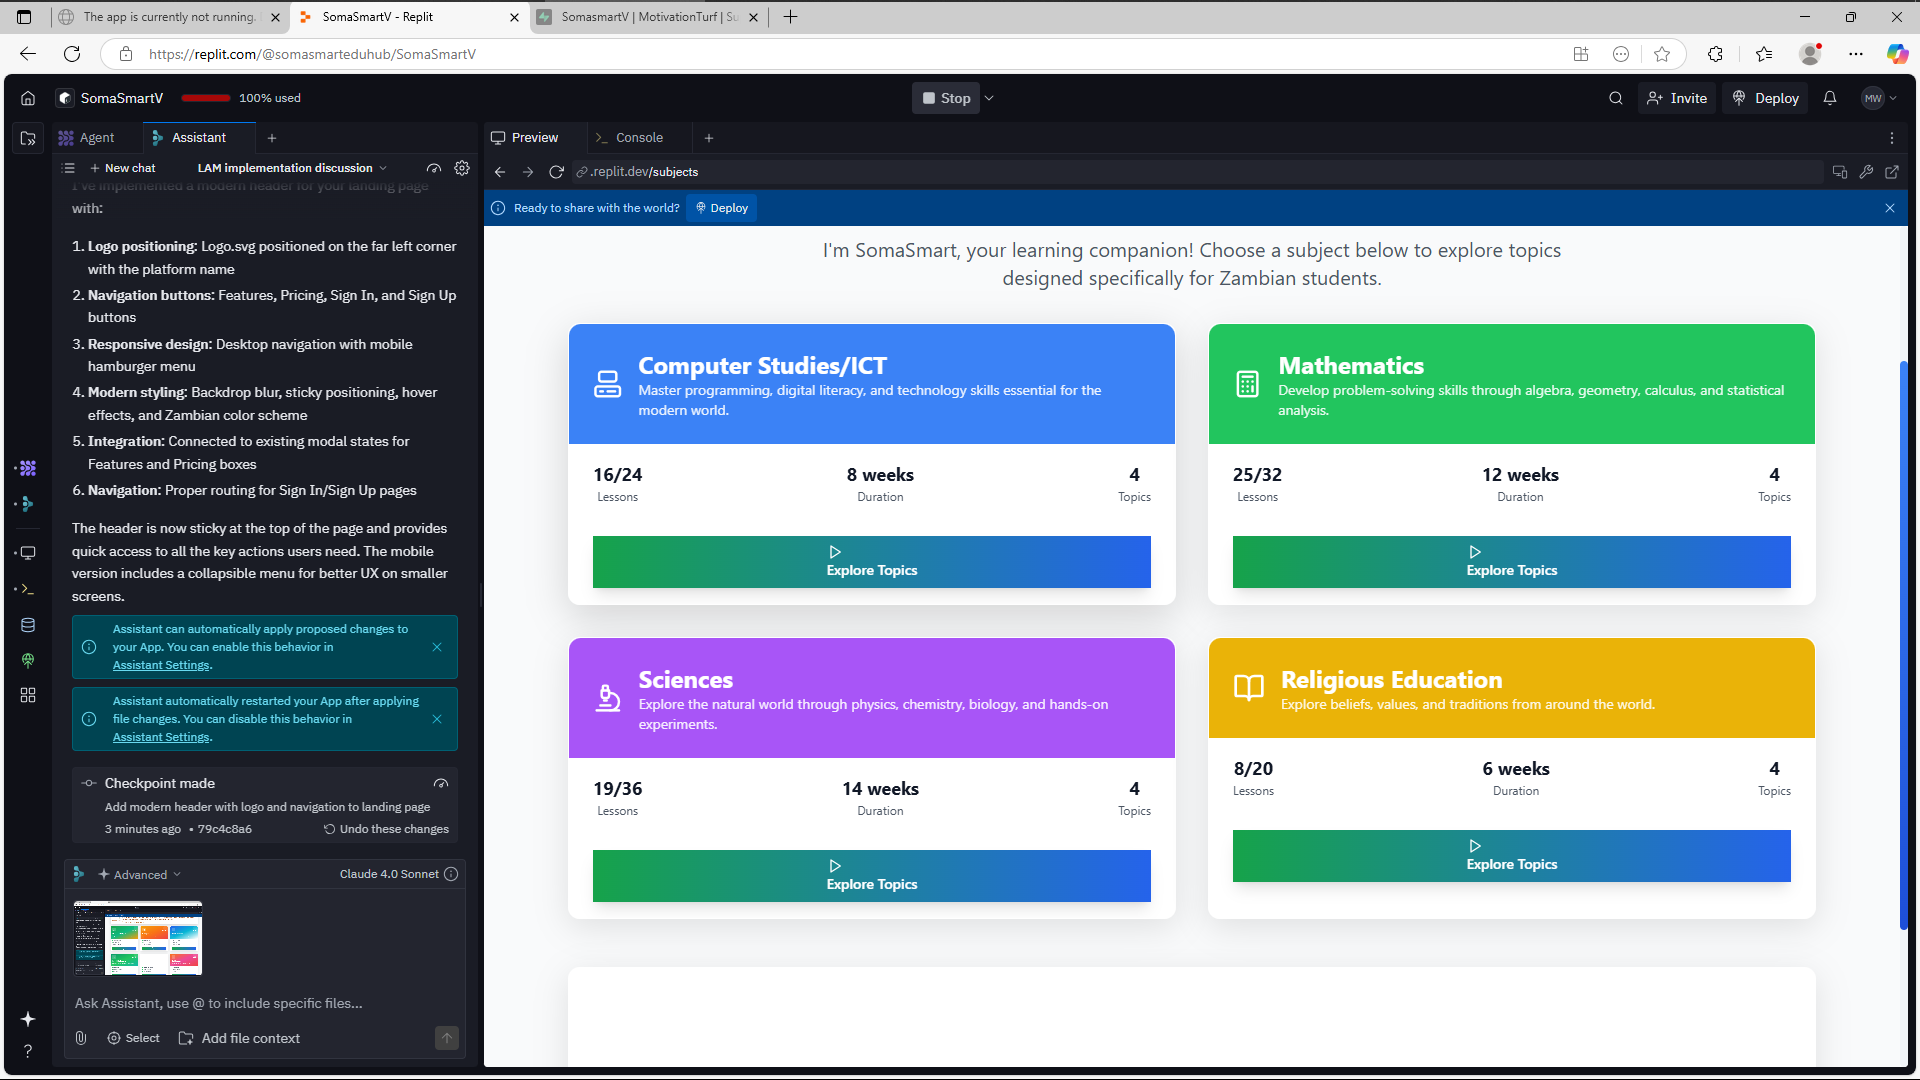 The app is currently not running.
SomaSmartV - Replit
SomasmartV | MotivationTurf | Su
https://replit.com/@somasmarteduhub/SomaSmartV
SomaSmartV
100% used
Stop
Invite
Deploy
MW
Agent
Assistant
Preview
Console
New chat
LAM implementation discussion
.replit.dev/subjects
I've implemented a modern header for your landing page
with:
1. Logo positioning: Logo.svg positioned on the far left corner
with the platform name
2. Navigation buttons: Features, Pricing, Sign In, and Sign Up
buttons
3. Responsive design: Desktop navigation with mobile
hamburger menu
4. Modern styling: Backdrop blur, sticky positioning, hover
effects, and Zambian color scheme
5. Integration: Connected to existing modal states for
Features and Pricing boxes
6. Navigation: Proper routing for Sign In/Sign Up pages
The header is now sticky at the top of the page and provides
quick access to all the key actions users need. The mobile
version includes a collapsible menu for better UX on smaller
screens.
Assistant can automatically apply proposed changes to
your App. You can enable this behavior in
Assistant Settings.
Assistant automatically restarted your App after applying
file changes. You can disable this behavior in
Assistant Settings.
Checkpoint made
Add modern header with logo and navigation to landing page
3 minutes ago • 79c4c8a6
Undo these changes
Advanced
Claude 4.0 Sonnet
Ask Assistant, use @ to include specific files...
Select
Add file context
Ready to share with the world?
Deploy
I'm SomaSmart, your learning companion! Choose a subject below to explore topics
designed specifically for Zambian students.
Computer Studies/ICT
Master programming, digital literacy, and technology skills essential for the
modern world.
16/24
Lessons
8 weeks
Duration
4
Topics
Explore Topics
Mathematics
Develop problem-solving skills through algebra, geometry, calculus, and statistical
analysis.
25/32
Lessons
12 weeks
Duration
4
Topics
Explore Topics
Sciences
Explore the natural world through physics, chemistry, biology, and hands-on
experiments.
19/36
Lessons
14 weeks
Duration
4
Topics
Explore Topics
Religious Education
Explore beliefs, values, and traditions from around the world.
8/20
Lessons
6 weeks
Duration
4
Topics
Explore Topics